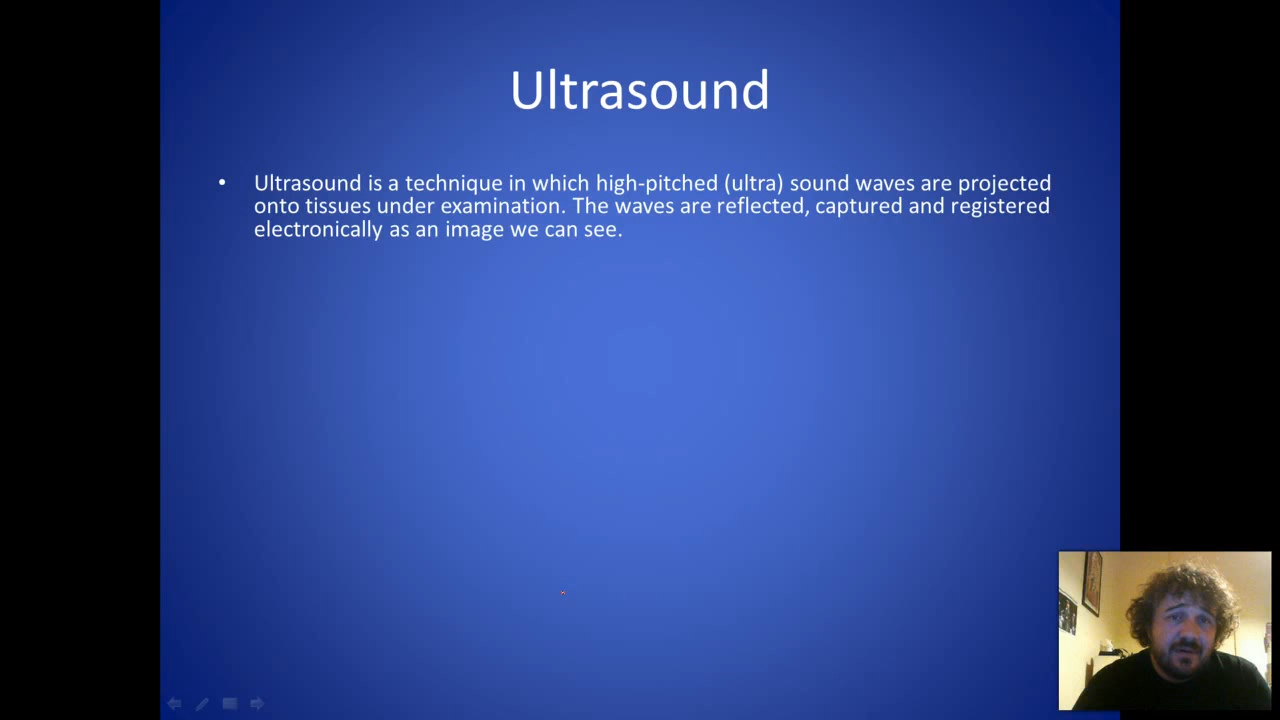 Ultrasound
• Ultrasound is a technique in which high-pitched (ultra) sound waves are projected
onto tissues under examination. The waves are reflected, captured and registered
electronically as an image we can see.